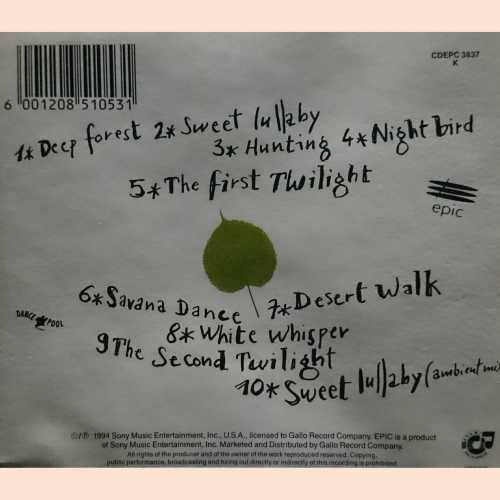 CDEPC 3837
K
6 001208 510531
1* Deep forest 2* Sweet lullaby
3* Hunting 4* Night bird
5* The first Twilight
epic
6* Savana Dance 7* Desert Walk
DANCE POOL
8* White Whisper
9 The Second Twilight
10* Sweet lullaby (ambient mi
©/℗ 1994 Sony Music Entertainment, Inc., U.S.A., licensed to Gallo Record Company. EPIC is a product
of Sony Music Entertainment, Inc. Marketed and Distributed by Gallo Record Company.
All rights of the producer and of the owner of the work reproduced reserved. Copying,
public performance, broadcasting and hiring out directly or indirectly of this recording is prohibited.